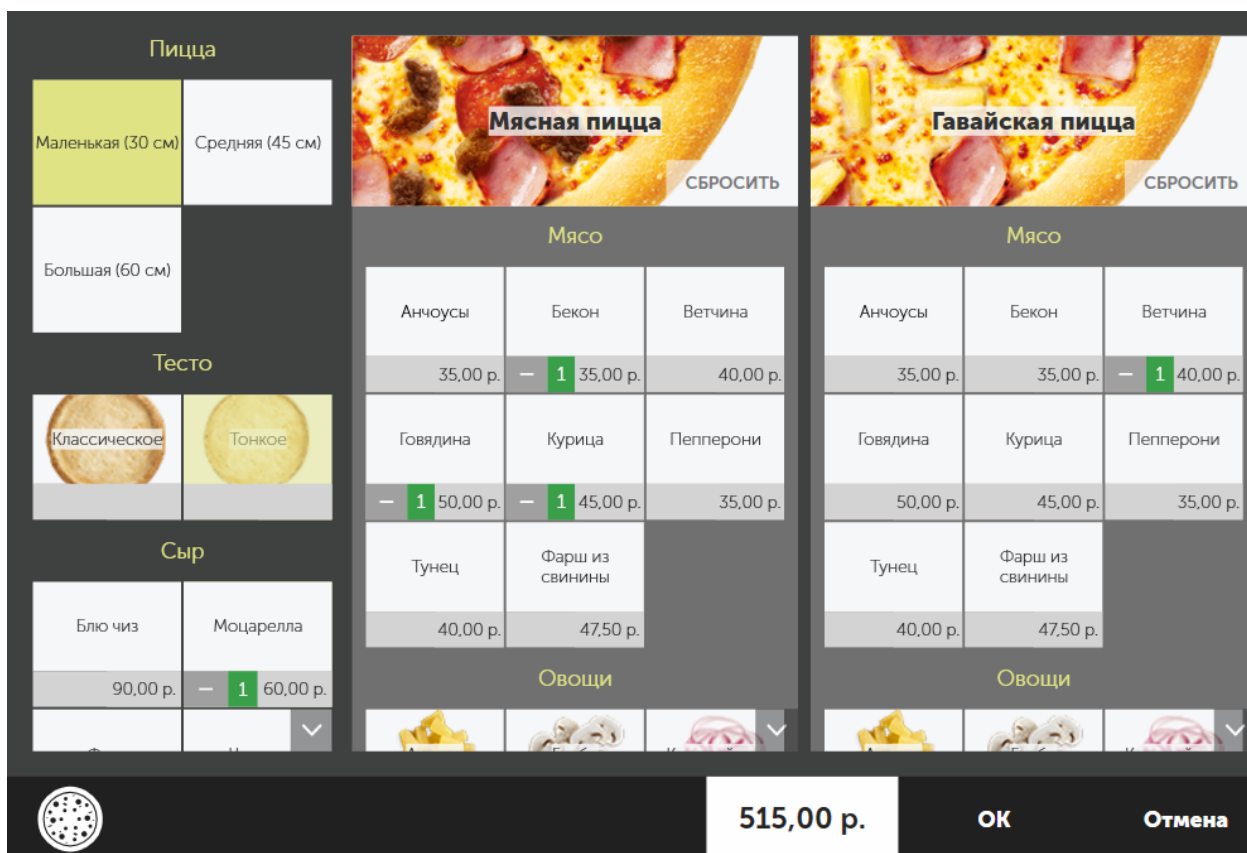 Пицца
Маленькая (30 см)
Средняя (45 см)
Большая (60 см)
Тесто
Классическое
Тонкое
Сыр
Блю чиз
Моцарелла
90,00 р.
– 1 60,00 р.
Мясная пицца
СБРОСИТЬ
Мясо
Анчоусы
Бекон
Ветчина
35,00 р.
– 1 35,00 р.
40,00 р.
Говядина
Курица
Пепперони
– 1 50,00 р.
– 1 45,00 р.
35,00 р.
Тунец
Фарш из
свинины
40,00 р.
47,50 р.
Овощи
Гавайская пицца
СБРОСИТЬ
Мясо
Анчоусы
Бекон
Ветчина
35,00 р.
35,00 р.
– 1 40,00 р.
Говядина
Курица
Пепперони
50,00 р.
45,00 р.
35,00 р.
Тунец
Фарш из
свинины
40,00 р.
47,50 р.
Овощи
515,00 р.
ОК
Отмена